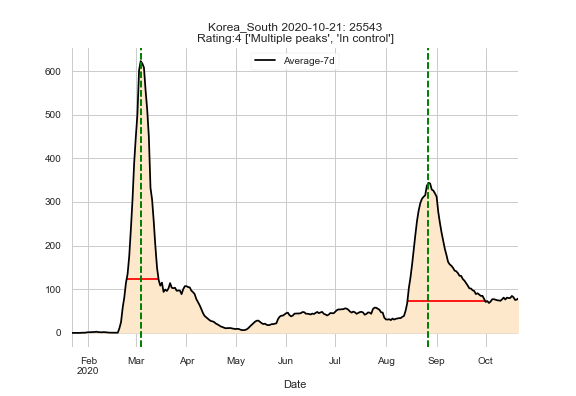 Korea_South 2020-10-21: 25543
Rating:4 ['Multiple peaks', 'In control']
Average-7d
600
500
400
300
200
100
0
Feb Mar Apr May Jun Jul Aug Sep Oct
2020
Date